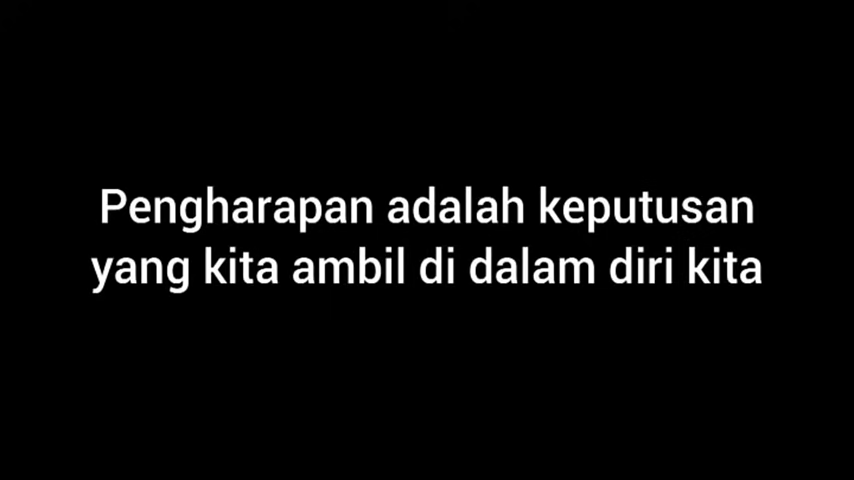 Pengharapan adalah keputusan
yang kita ambil di dalam diri kita